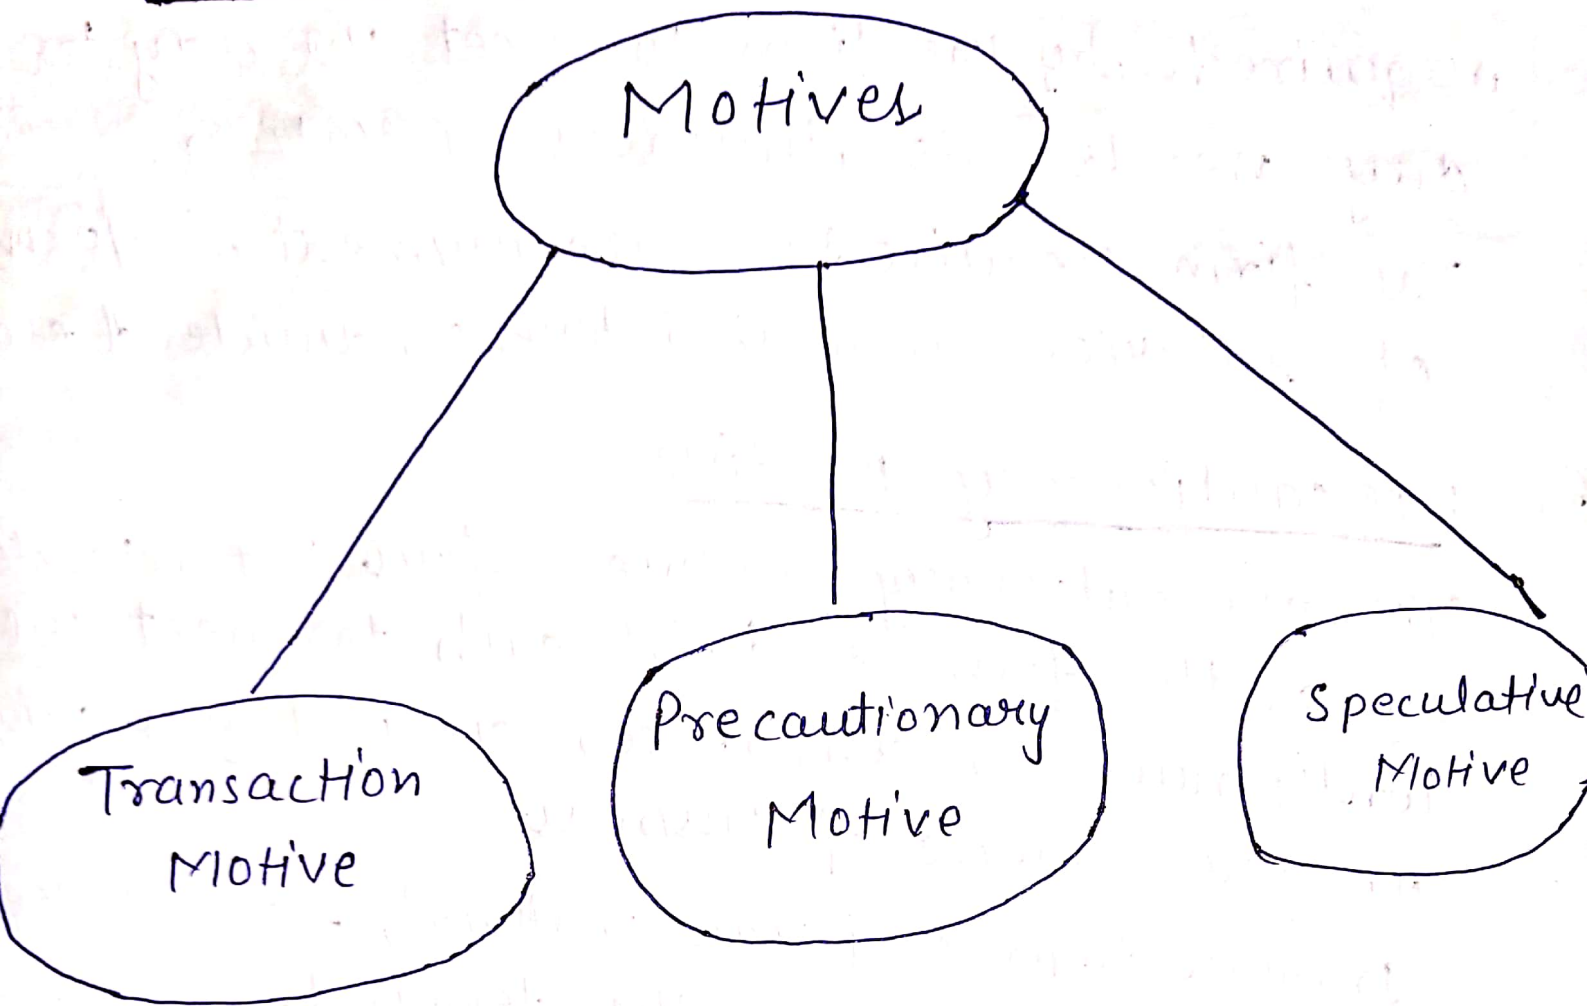 Motives
Transaction
Motive
Precautionary
Motive
Speculative
Motive